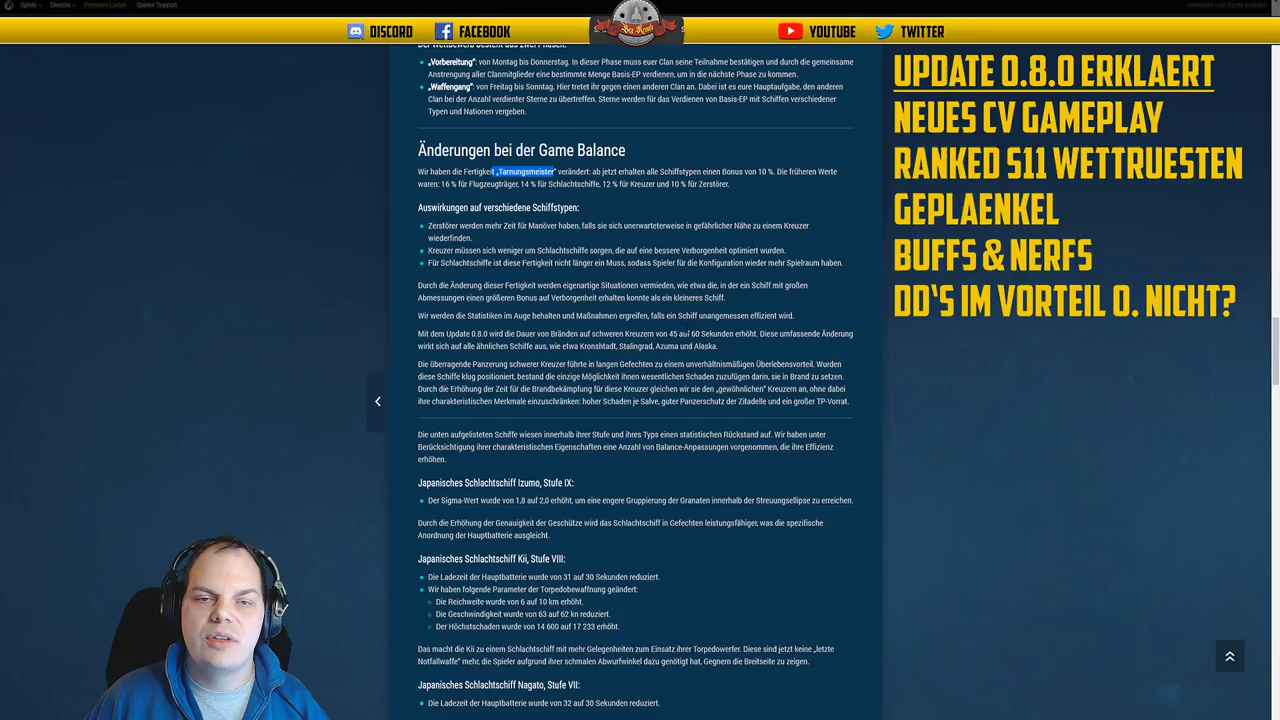 Spiele
Dienste
Premium-Laden
Spieler Support
Anmelden oder Konto erstellen
DISCORD
FACEBOOK
YOUTUBE
TWITTER
Der Wettbewerb besteht aus zwei Phasen:
„Vorbereitung“: von Montag bis Donnerstag. In dieser Phase muss euer Clan seine Teilnahme bestätigen und durch die gemeinsame
Anstrengung aller Clanmitglieder eine bestimmte Menge Basis-EP verdienen, um in die nächste Phase zu kommen.
„Waffengang“: von Freitag bis Sonntag. Hier tretet ihr gegen einen anderen Clan an. Dabei ist es eure Hauptaufgabe, den anderen
Clan bei der Anzahl verdienter Sterne zu übertreffen. Sterne werden für das Verdienen von Basis-EP mit Schiffen verschiedener
Typen und Nationen vergeben.
Änderungen bei der Game Balance
Wir haben die Fertigkeit „Tarnungsmeister“ verändert: ab jetzt erhalten alle Schiffstypen einen Bonus von 10 %. Die früheren Werte
waren: 16 % für Flugzeugträger, 14 % für Schlachtschiffe, 12 % für Kreuzer und 10 % für Zerstörer.
Auswirkungen auf verschiedene Schiffstypen:
Zerstörer werden mehr Zeit für Manöver haben, falls sie sich unerwarteterweise in gefährlicher Nähe zu einem Kreuzer
wiederfinden.
Kreuzer müssen sich weniger um Schlachtschiffe sorgen, die auf eine bessere Verborgenheit optimiert wurden.
Für Schlachtschiffe ist diese Fertigkeit nicht länger ein Muss, sodass Spieler für die Konfiguration wieder mehr Spielraum haben.
Durch die Änderung dieser Fertigkeit werden eigenartige Situationen vermieden, wie etwa die, in der ein Schiff mit großen
Abmessungen einen größeren Bonus auf Verborgenheit erhalten konnte als ein kleineres Schiff.
Wir werden die Statistiken im Auge behalten und Maßnahmen ergreifen, falls ein Schiff unangemessen effizient wird.
Mit dem Update 0.8.0 wird die Dauer von Bränden auf schweren Kreuzern von 45 auf 60 Sekunden erhöht. Diese umfassende Änderung
wirkt sich auf alle ähnlichen Schiffe aus, wie etwa Kronshtadt, Stalingrad, Azuma und Alaska.
Die überragende Panzerung schwerer Kreuzer führte in langen Gefechten zu einem unverhältnismäßigen Überlebensvorteil. Wurden
diese Schiffe klug positioniert, bestand die einzige Möglichkeit ihnen wesentlichen Schaden zuzufügen darin, sie in Brand zu setzen.
Durch die Erhöhung der Zeit für die Brandbekämpfung für diese Kreuzer gleichen wir sie den „gewöhnlichen“ Kreuzern an, ohne dabei
ihre charakteristischen Merkmale einzuschränken: hoher Schaden je Salve, guter Panzerschutz der Zitadelle und ein großer TP-Vorrat.
Die unten aufgelisteten Schiffe wiesen innerhalb ihrer Stufe und ihres Typs einen statistischen Rückstand auf. Wir haben unter
Berücksichtigung ihrer charakteristischen Eigenschaften eine Anzahl von Balance-Anpassungen vorgenommen, die ihre Effizienz
erhöhen.
Japanisches Schlachtschiff Izumo, Stufe IX:
Der Sigma-Wert wurde von 1,8 auf 2,0 erhöht, um eine engere Gruppierung der Granaten innerhalb der Streuungsellipse zu erreichen.
Durch die Erhöhung der Genauigkeit der Geschütze wird das Schlachtschiff in Gefechten leistungsfähiger, was die spezifische
Anordnung der Hauptbatterie ausgleicht.
Japanisches Schlachtschiff Kii, Stufe VIII:
Die Ladezeit der Hauptbatterie wurde von 31 auf 30 Sekunden reduziert.
Wir haben folgende Parameter der Torpedobewaffnung geändert:
Die Reichweite wurde von 6 auf 10 km erhöht.
Die Geschwindigkeit wurde von 63 auf 62 kn reduziert.
Der Höchstschaden wurde von 14 600 auf 17 233 erhöht.
Das macht die Kii zu einem Schlachtschiff mit mehr Gelegenheiten zum Einsatz ihrer Torpedowerfer. Diese sind jetzt keine „letzte
Notfallwaffe“ mehr, die Spieler aufgrund ihrer schmalen Abwurfwinkel dazu genötigt hat, Gegnern die Breitseite zu zeigen.
Japanisches Schlachtschiff Nagato, Stufe VII:
Die Ladezeit der Hauptbatterie wurde von 32 auf 30 Sekunden reduziert.
UPDATE 0.8.0 ERKLAERT
NEUES CV GAMEPLAY
RANKED S11 WETTRUESTEN
GEPLAENKEL
BUFFS & NERFS
DD'S IM VORTEIL O. NICHT?